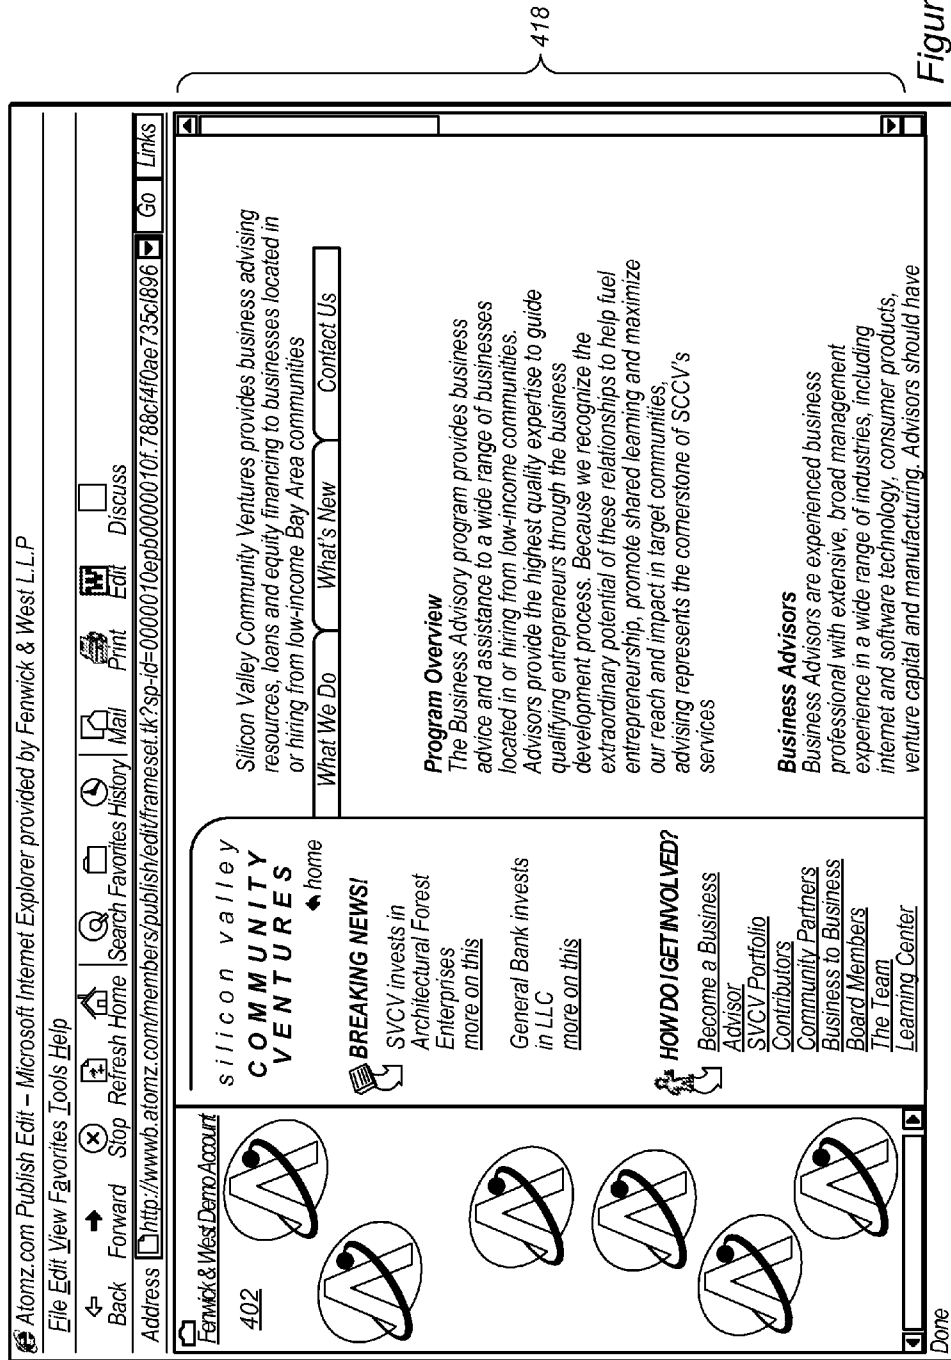 Atomz.com Publish Edit – Microsoft Internet Explorer provided by Fenwick & West L.L.P
File Edit View Favorites Tools Help
Back Forward Stop Refresh Home Search Favorites History Mail Print Edit Discuss
Address http://wwwb.atomz.com/members/publish/edit/frameset.tk?sp-id=0000010epb0000010f.788cf4f0ae735cl896 Go Links
Fenwick & West Demo Account
402
silicon valley
COMMUNITY
VENTURES
home
BREAKING NEWS!
SVCV invests in
Architectural Forest
Enterprises
more on this
General Bank invests
in LLC
more on this
HOW DO I GET INVOLVED?
Become a Business
Advisor
SVCV Portfolio
Contributors
Community Partners
Business to Business
Board Members
The Team
Learning Center
Silicon Valley Community Ventures provides business advising
resources, loans and equity financing to businesses located in
or hiring from low-income Bay Area communities
What We Do What's New Contact Us
Program Overview
The Business Advisory program provides business
advice and assistance to a wide range of businesses
located in or hiring from low-income communities.
Advisors provide the highest quality expertise to guide
qualifying entrepreneurs through the business
development process. Because we recognize the
extraordinary potential of these relationships to help fuel
entrepreneurship, promote shared learning and maximize
our reach and impact in target communities,
advising represents the cornerstone of SCCV's
services
Business Advisors
Business Advisors are experienced business
professional with extensive, broad management
experience in a wide range of industries, including
internet and software technology, consumer products,
venture capital and manufacturing. Advisors should have
Done
418
Figur